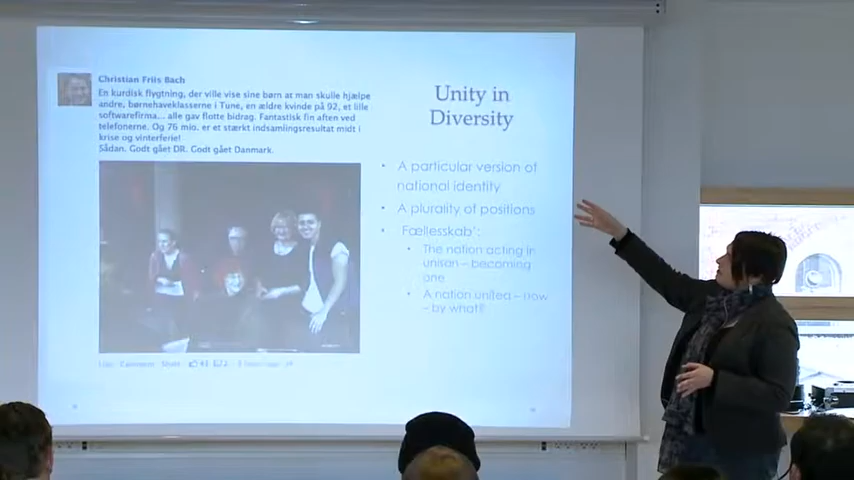 Christian Friis Bach
En kurdisk flygtning, der ville vise sine børn at man skulle hjælpe
andre, børnehaveklasserne i Tune, en ældre kvinde på 92, et lille
softwarefirma... alle gav flotte bidrag. Fantastisk fin aften ved
telefonerne. Og 76 mio. er et stærkt indsamlingsresultat midt i
krise og vinterferie!
Sådan. Godt gået DR. Godt gået Danmark.
Unity in
Diversity
• A particular version of
national identity
• A plurality of positions
• Fællesskab':
• The nation acting in
unison – becoming
one
• A nation united – how
– by what?